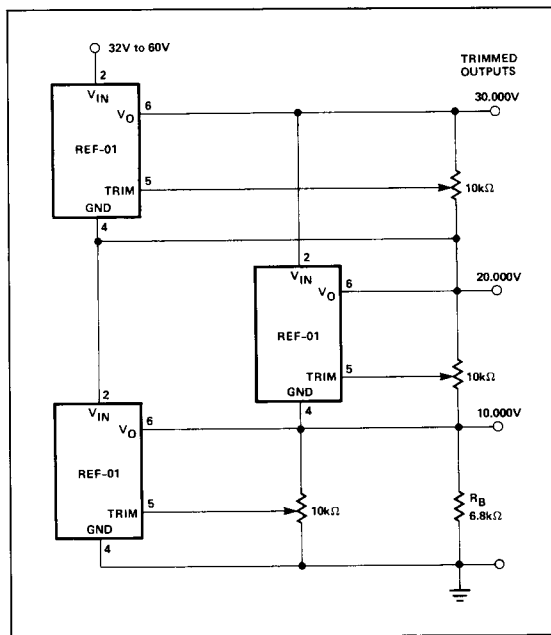 32V to 60V
TRIMMED
OUTPUTS
2
VIN
VO
6
30.000V
REF-01
TRIM
5
10kΩ
GND
4
2
VIN
VO
6
20.000V
REF-01
TRIM
5
10kΩ
GND
4
2
VIN
VO
6
10.000V
REF-01
TRIM
5
10kΩ
RB
6.8kΩ
GND
4